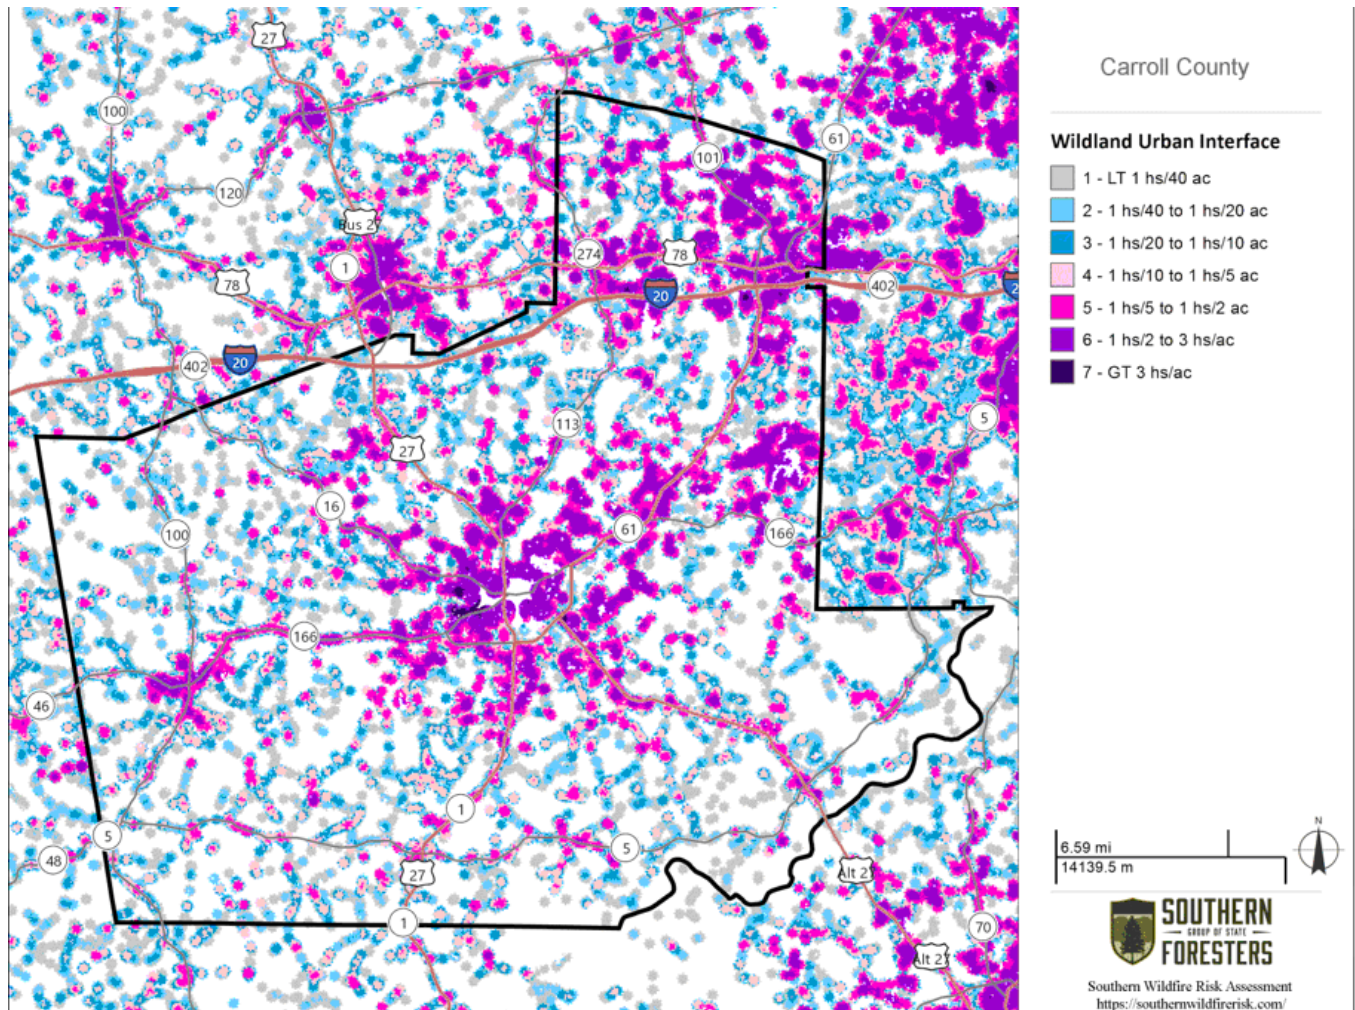 Carroll County
Wildland Urban Interface
1 - LT 1 hs/40 ac
2 - 1 hs/40 to 1 hs/20 ac
3 - 1 hs/20 to 1 hs/10 ac
4 - 1 hs/10 to 1 hs/5 ac
5 - 1 hs/5 to 1 hs/2 ac
6 - 1 hs/2 to 3 hs/ac
7 - GT 3 hs/ac
27
100
61
101
120
Bus 27
274
78
1
78
20
402
2
20
402
5
113
27
16
61
166
100
166
46
1
5
5
48
27
Alt 27
1
70
Alt 27
6.59 mi
14139.5 m
N
SOUTHERN
GROUP OF STATE
FORESTERS
Southern Wildfire Risk Assessment
https://southernwildfirerisk.com/